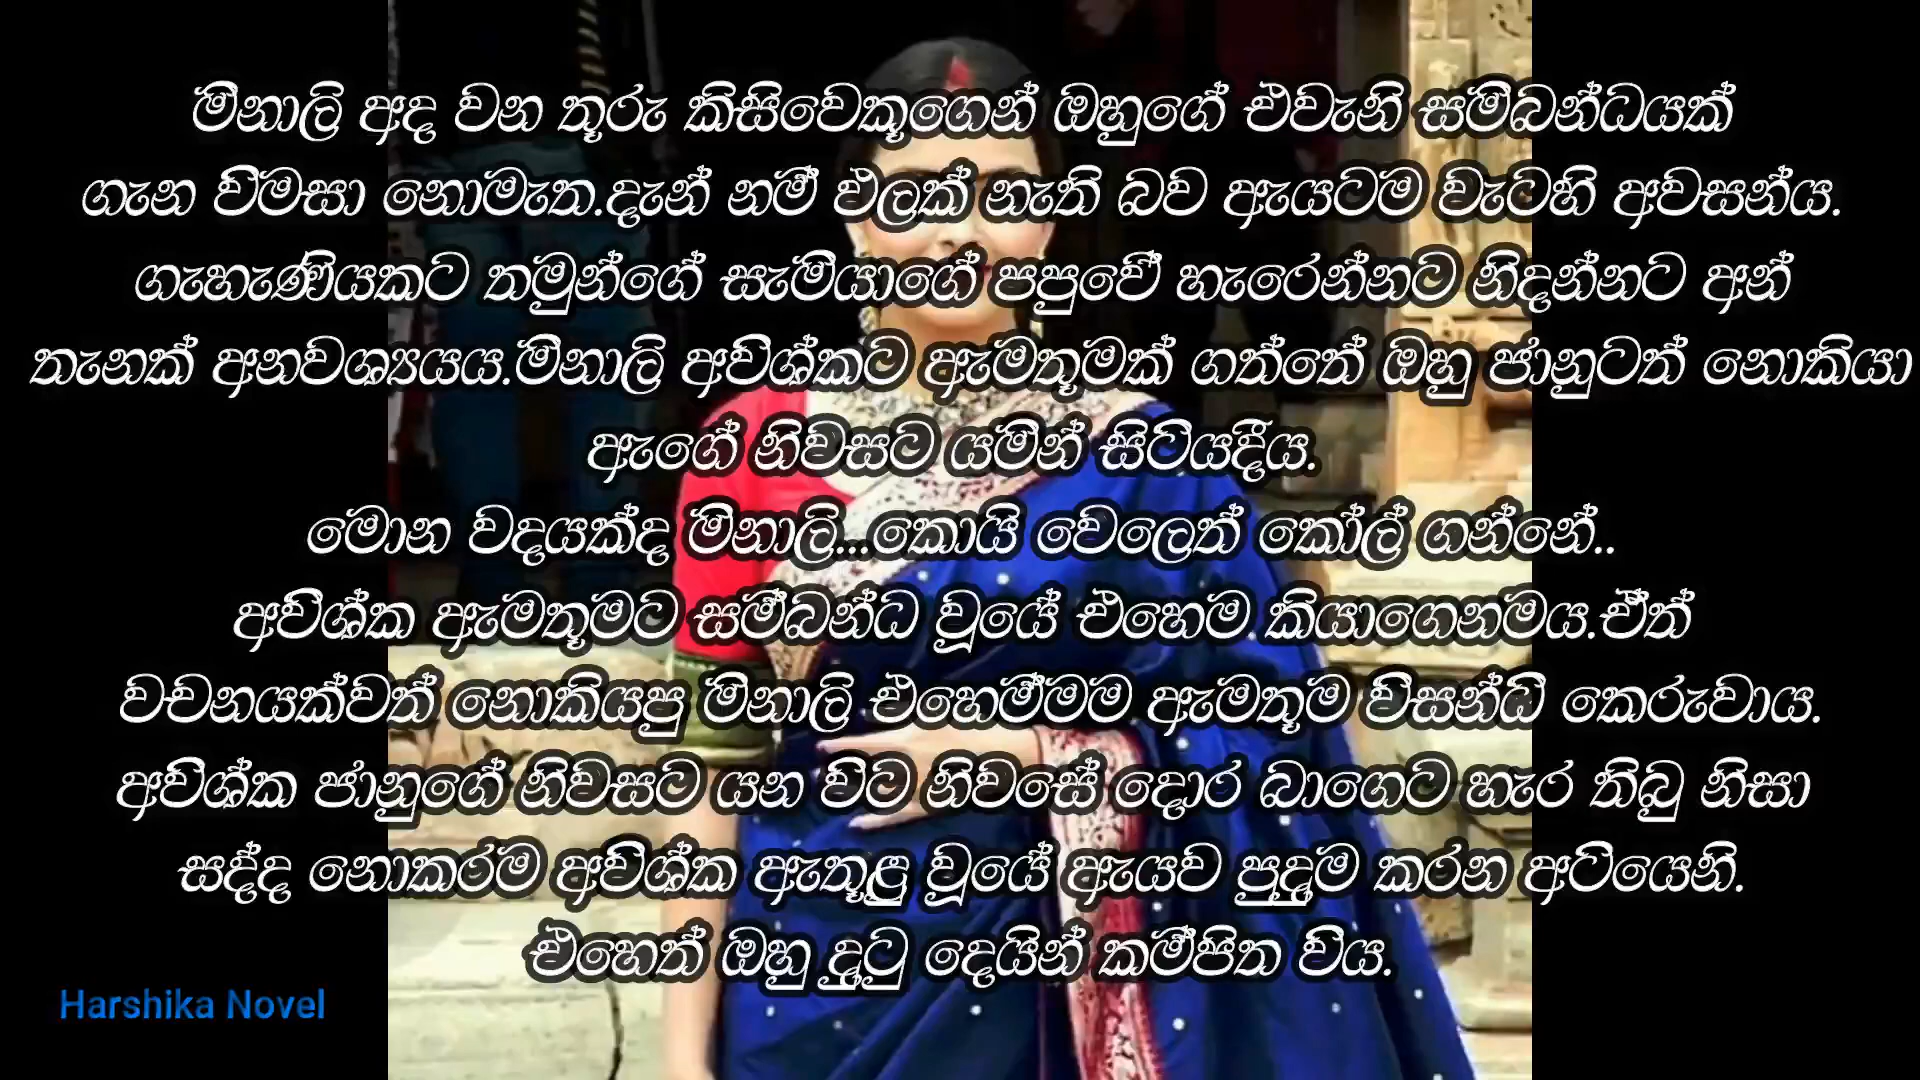 මිනාලි අද වන තූරු කිසිවෙකූගෙන් ඔහුගේ එවැනි සම්බන්ධයක්
ගැන විමසා නොමැත.දැන් නම් ඵලක් නැති බව ඇයටම වැටහි අවසන්ය.
ගැහැණියකට තමුන්ගේ සැමියාගේ පපුවේ හැරෙන්නට නිදන්නට අන්
තැනක් අනවශ්‍යයය.මිනාලි අවිශ්කට ඇමතූමක් ගත්තේ ඔහු ජානුටත් නොකියා
ඇගේ නිවසට යමින් සිටියදීය.
මොන වදයක්ද මිනාලි...කොයි වෙලෙත් කෝල් ගන්නේ..
අවිශ්ක ඇමතූමට සම්බන්ධ වූයේ එහෙම කියාගෙනමය.ඒත්
වචනයක්වත් නොකියපු මිනාලි එහෙම්මම ඇමතූම විසන්ධි කෙරුවාය.
අවිශ්ක ජානුගේ නිවසට යන විට නිවසේ දොර බාගෙට හැර තිබු නිසා
සද්ද නොකරම අවිශ්ක ඇතූළු වූයේ ඇයව පුදුම කරන අටියෙනි.
එහෙත් ඔහු දුටු දෙයින් කම්පිත විය.
Harshika Novel